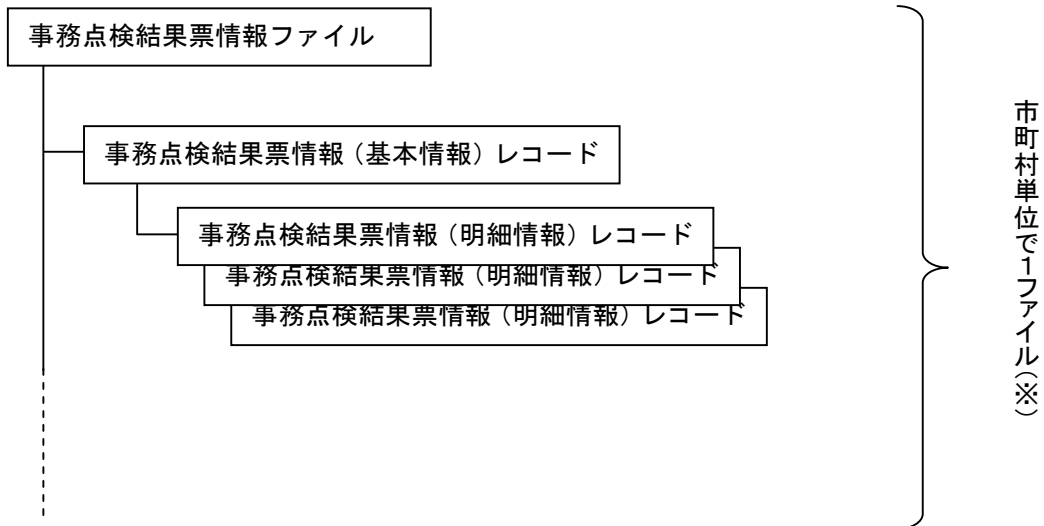 事務点検結果票情報ファイル
事務点検結果票情報（基本情報）レコード
事務点検結果票情報（明細情報）レコード
事務点検結果票情報（明細情報）レコード
事務点検結果票情報（明細情報）レコード
市町村単位で1ファイル（※）